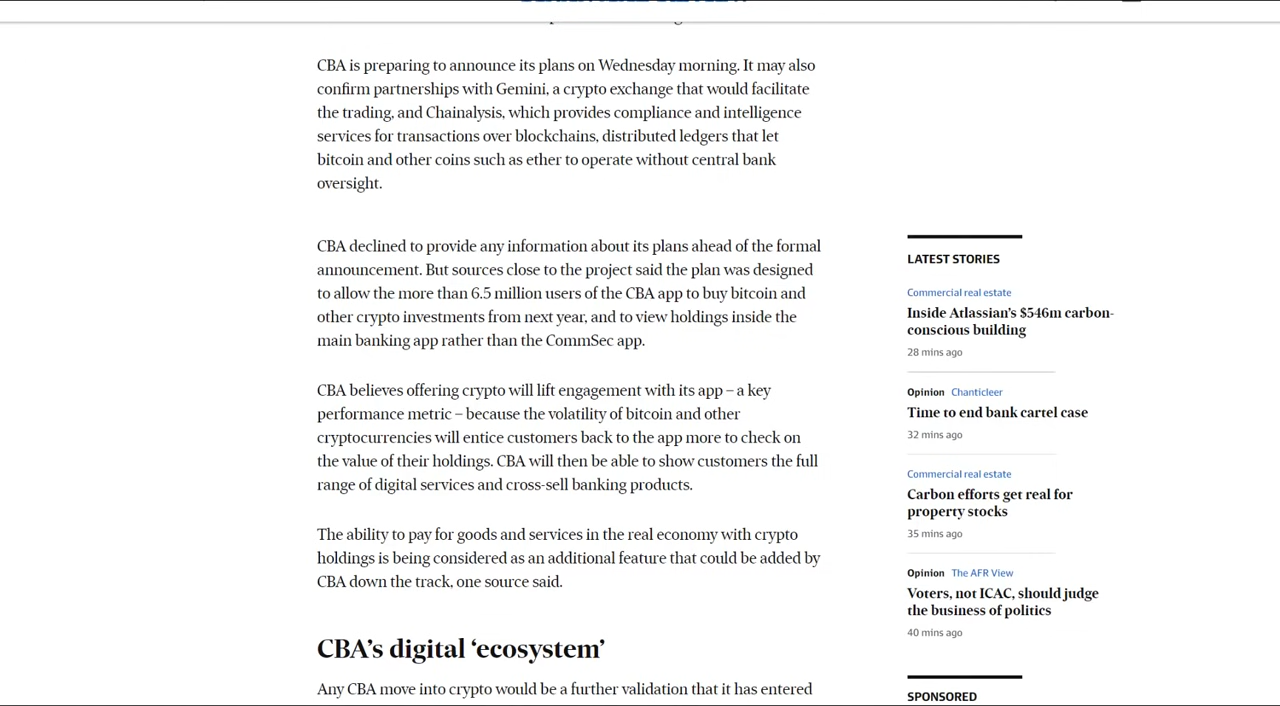 CBA is preparing to announce its plans on Wednesday morning. It may also
confirm partnerships with Gemini, a crypto exchange that would facilitate
the trading, and Chainalysis, which provides compliance and intelligence
services for transactions over blockchains, distributed ledgers that let
bitcoin and other coins such as ether to operate without central bank
oversight.
CBA declined to provide any information about its plans ahead of the formal
announcement. But sources close to the project said the plan was designed
to allow the more than 6.5 million users of the CBA app to buy bitcoin and
other crypto investments from next year, and to view holdings inside the
main banking app rather than the CommSec app.
CBA believes offering crypto will lift engagement with its app – a key
performance metric – because the volatility of bitcoin and other
cryptocurrencies will entice customers back to the app more to check on
the value of their holdings. CBA will then be able to show customers the full
range of digital services and cross-sell banking products.
The ability to pay for goods and services in the real economy with crypto
holdings is being considered as an additional feature that could be added by
CBA down the track, one source said.
CBA’s digital ‘ecosystem’
Any CBA move into crypto would be a further validation that it has entered
LATEST STORIES
Commercial real estate
Inside Atlassian’s $546m carbon-
conscious building
28 mins ago
Opinion Chanticleer
Time to end bank cartel case
32 mins ago
Commercial real estate
Carbon efforts get real for
property stocks
35 mins ago
Opinion The AFR View
Voters, not ICAC, should judge
the business of politics
40 mins ago
SPONSORED